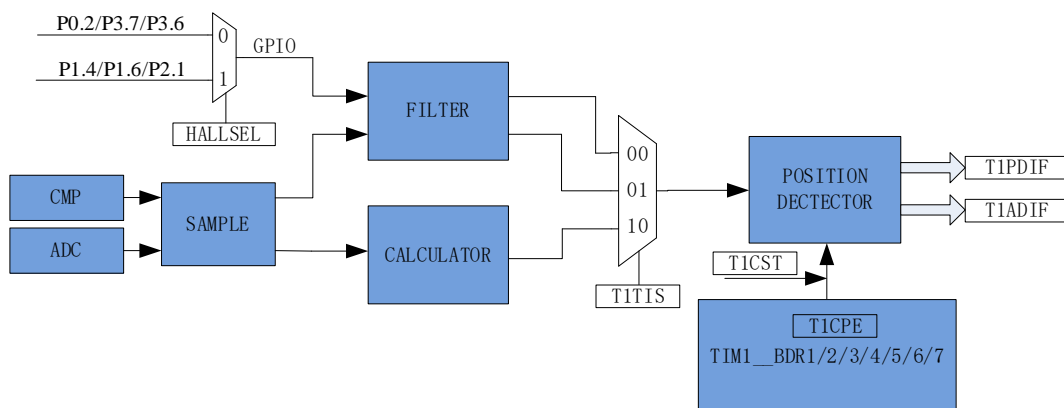 P0.2/P3.7/P3.6
0
GPIO
P1.4/P1.6/P2.1
1
HALLSEL
FILTER
CMP
ADC
SAMPLE
CALCULATOR
00
01
10
T1TIS
POSITION
DECTECTOR
T1PDIF
T1ADIF
T1CST
T1CPE
TIM1__BDR1/2/3/4/5/6/7